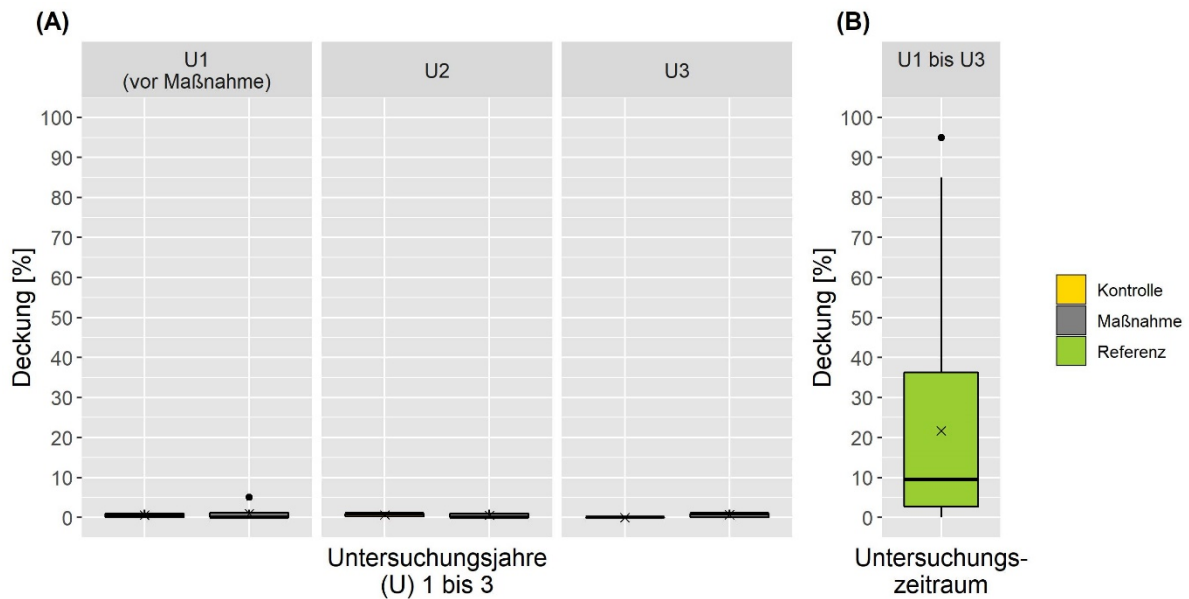 (A)
(B)
U1
(vor Maßnahme)
U2
U3
U1 bis U3
Deckung [%]
100
90
80
70
60
50
40
30
20
10
0
Deckung [%]
100
90
80
70
60
50
40
30
20
10
0
Kontrolle
Maßnahme
Referenz
Untersuchungsjahre
(U) 1 bis 3
Untersuchungs-
zeitraum